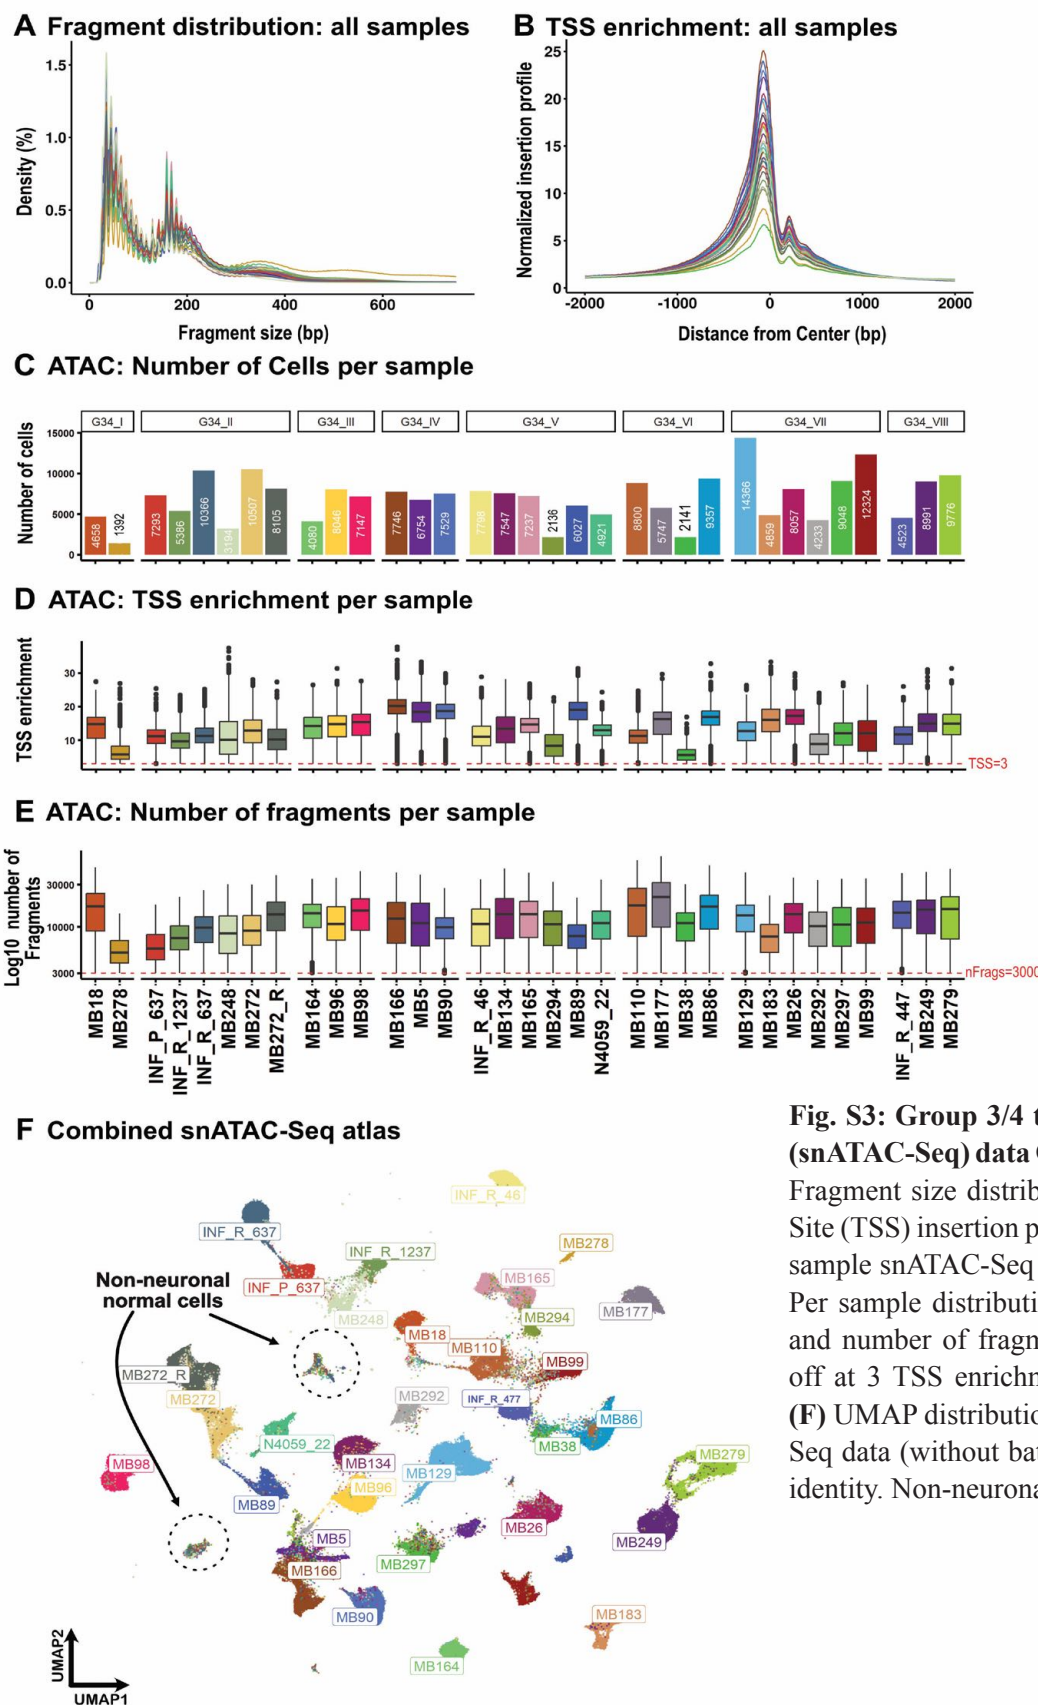 A Fragment distribution: all samples
B TSS enrichment: all samples
Density (%)
1.5
1.0
0.5
0.0
0
200
400
600
Fragment size (bp)
Normalized insertion profile
25
20
15
10
5
0
-2000
-1000
0
1000
2000
Distance from Center (bp)
C ATAC: Number of Cells per sample
G34_I
G34_II
G34_III
G34_IV
G34_V
G34_VI
G34_VII
G34_VIII
Number of cells
15000
10000
5000
0
4658
1392
7293
5386
10366
3194
10507
8105
4080
8046
7147
7746
6754
7529
7798
7547
7237
2136
6027
4921
8800
5747
2141
9357
14366
4859
8057
4233
9048
12324
4523
8991
9776
D ATAC: TSS enrichment per sample
TSS enrichment
30
20
10
TSS=3
E ATAC: Number of fragments per sample
Log10 number of
Fragments
30000
10000
3000
nFrags=3000
MB18
MB278
INF_P_637
INF_R_1237
INF_R_637
MB248
MB272
MB272_R
MB164
MB96
MB98
MB166
MB5
MB90
INF_R_46
MB134
MB165
MB294
MB89
N4059_22
MB110
MB177
MB38
MB86
MB129
MB183
MB26
MB292
MB297
MB99
INF_R_447
MB249
MB279
F Combined snATAC-Seq atlas
INF_R_46
INF_R_637
INF_R_1237
MB278
INF_P_637
MB165
MB177
Non-neuronal
normal cells
MB248
MB294
MB18
MB110
MB99
MB272_R
MB272
MB292
INF_R_477
MB86
N4059_22
MB38
MB98
MB134
MB129
MB279
MB96
MB89
MB26
MB5
MB249
MB297
MB166
MB90
MB183
MB164
UMAP2
UMAP1
Fig. S3: Group 3/4 t
(snATAC-Seq) data
Fragment size distrib
Site (TSS) insertion p
sample snATAC-Seq
Per sample distributi
and number of fragm
off at 3 TSS enrichm
(F) UMAP distribution
Seq data (without bat
identity. Non-neurona